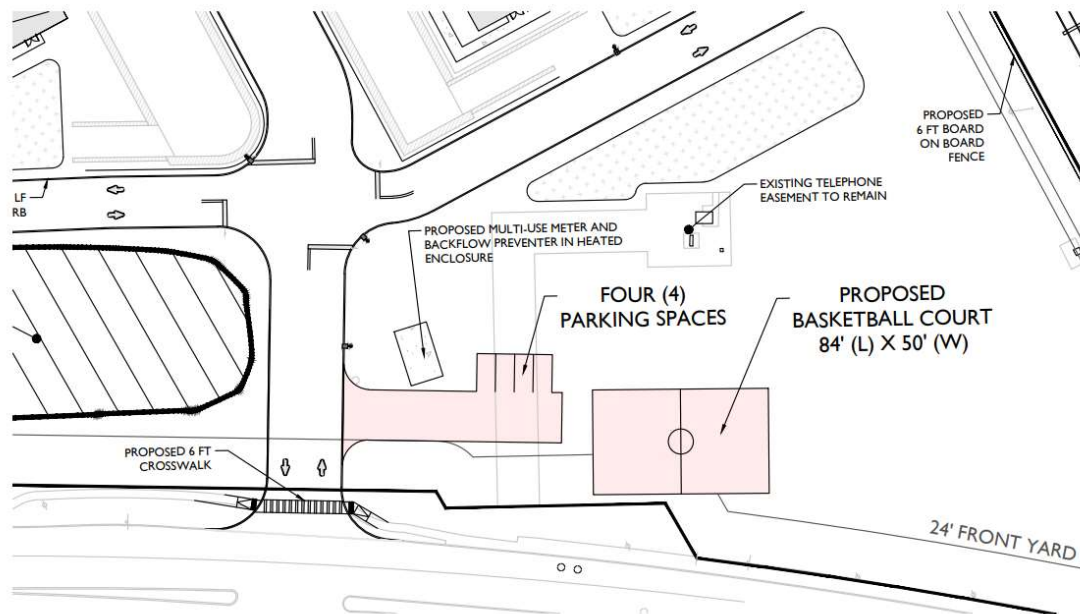 PROPOSED
6 FT BOARD
ON BOARD
FENCE
LF
RB
EXISTING TELEPHONE
EASEMENT TO REMAIN
PROPOSED MULTI-USE METER AND
BACKFLOW PREVENTER IN HEATED
ENCLOSURE
FOUR (4)
PARKING SPACES
PROPOSED
BASKETBALL COURT
84' (L) X 50' (W)
PROPOSED 6 FT
CROSSWALK
24' FRONT YARD